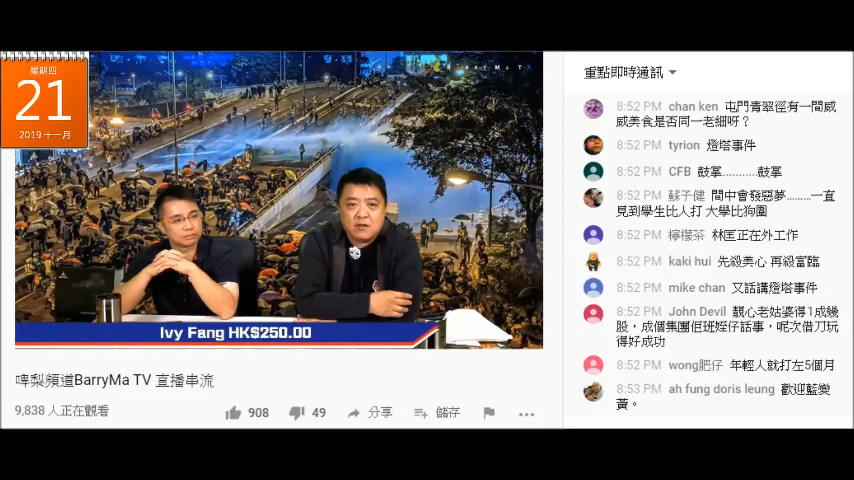 星期四
21
2019 十一月
Ivy Fang HK$250.00
啤梨頻道BarryMa TV 直播串流
9,838 人正在觀看
908
49
分享
儲存
重點即時通訊
8:52 PM chan ken 屯門青翠徑有一間威
威美食是否同一老細呀？
8:52 PM tyrion 燈塔事件
8:52 PM CFB 鼓掌...........鼓掌
8:52 PM 蘇子健 間中會發惡夢.........一直
見到學生比人打 大學比狗圍
8:52 PM 檸檬茶 林匡正在外工作
8:52 PM kaki hui 先殺美心 再殺富臨
8:52 PM mike chan 又話講燈塔事件
8:52 PM John Devil 靚心老姑婆得1成幾
股，成個集團佢班姪仔話事，呢次借刀玩
得好成功
8:52 PM wong肥仔 年輕人就打左5個月
8:53 PM ah fung doris leung 歡迎藍變
黃。